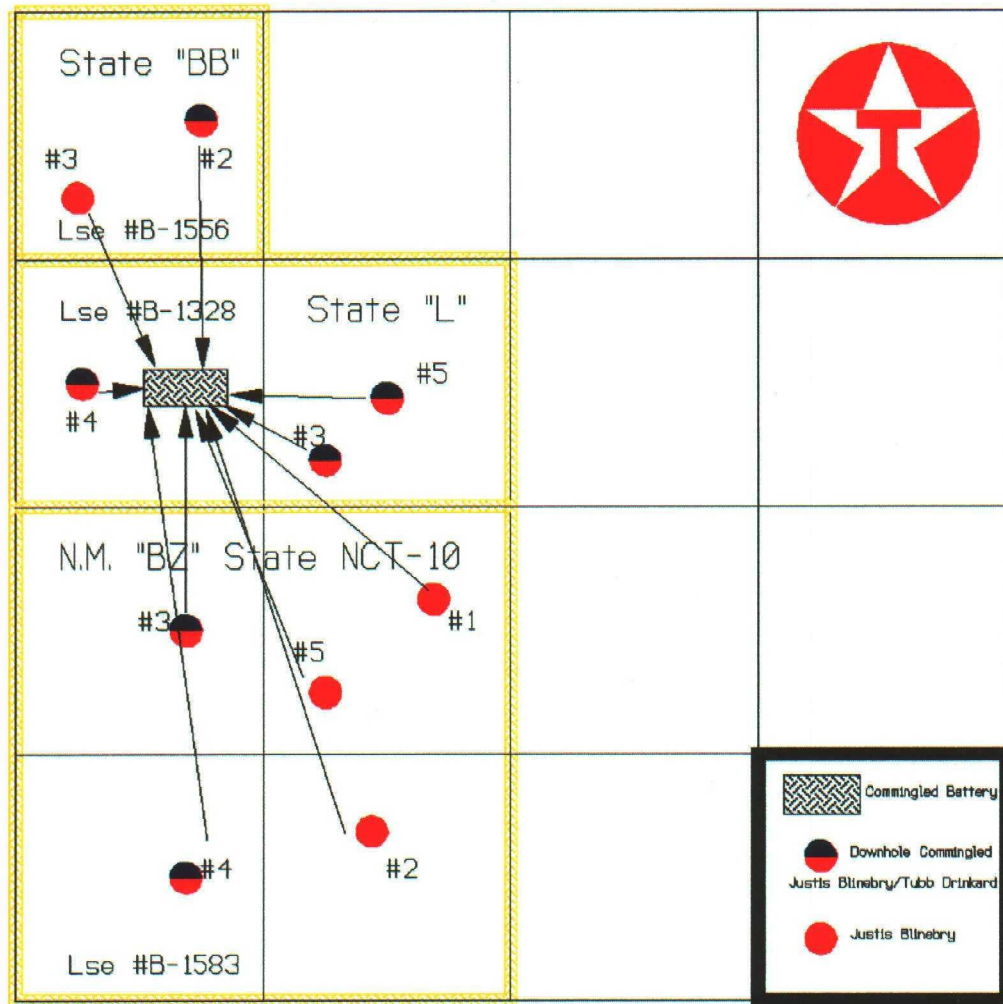 State "BB"
#3
#2
Lse #B-1556
Lse #B-1328
State "L"
#4
#5
#3
N.M. "BZ" State NCT-10
#3
#1
#5
#4
#2
Lse #B-1583
T
Commingled Battery
Downhole Commingled
Justis Blinebry/Tubb Drinkard
Justis Blinebry